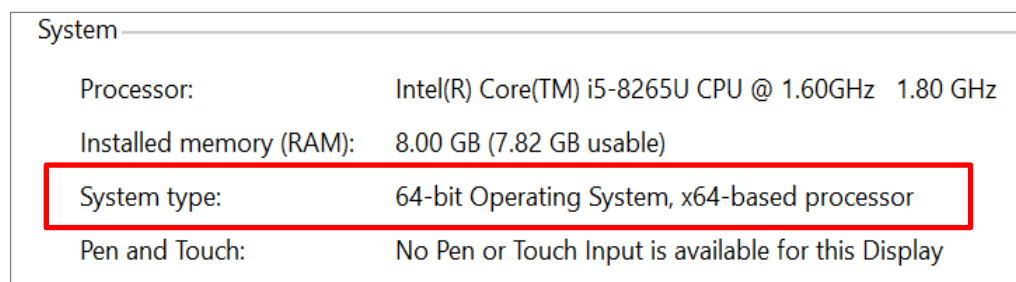 System
Processor: Intel(R) Core(TM) i5-8265U CPU @ 1.60GHz 1.80 GHz
Installed memory (RAM): 8.00 GB (7.82 GB usable)
System type: 64-bit Operating System, x64-based processor
Pen and Touch: No Pen or Touch Input is available for this Display